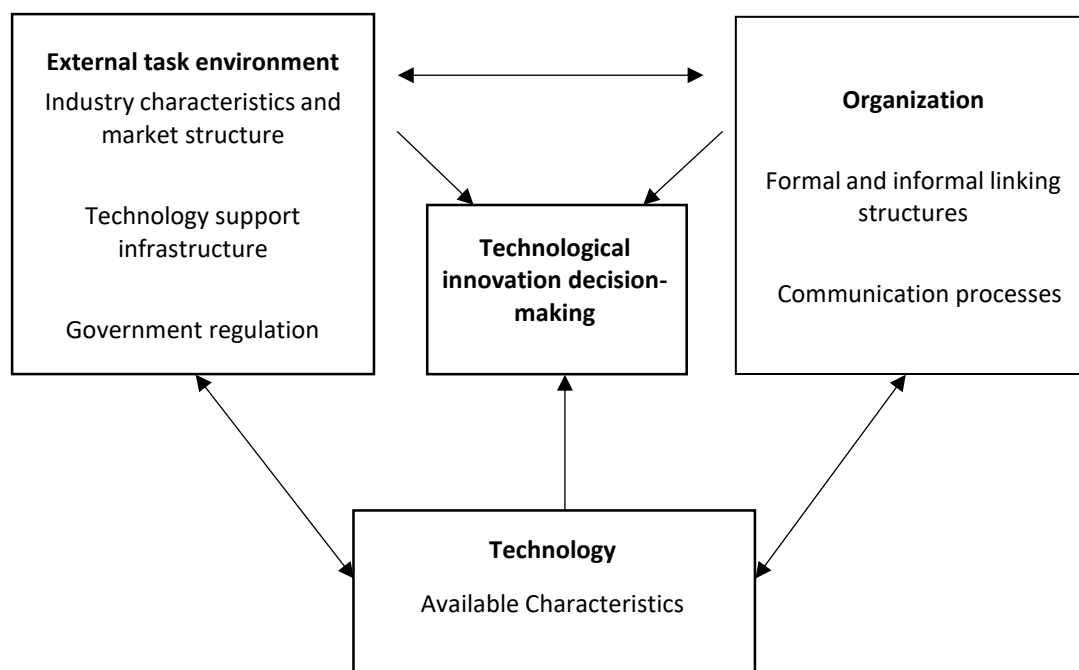 External task environment
Industry characteristics and
market structure
Technology support
infrastructure
Government regulation
Technological
innovation decision-
making
Organization
Formal and informal linking
structures
Communication processes
Technology
Available Characteristics